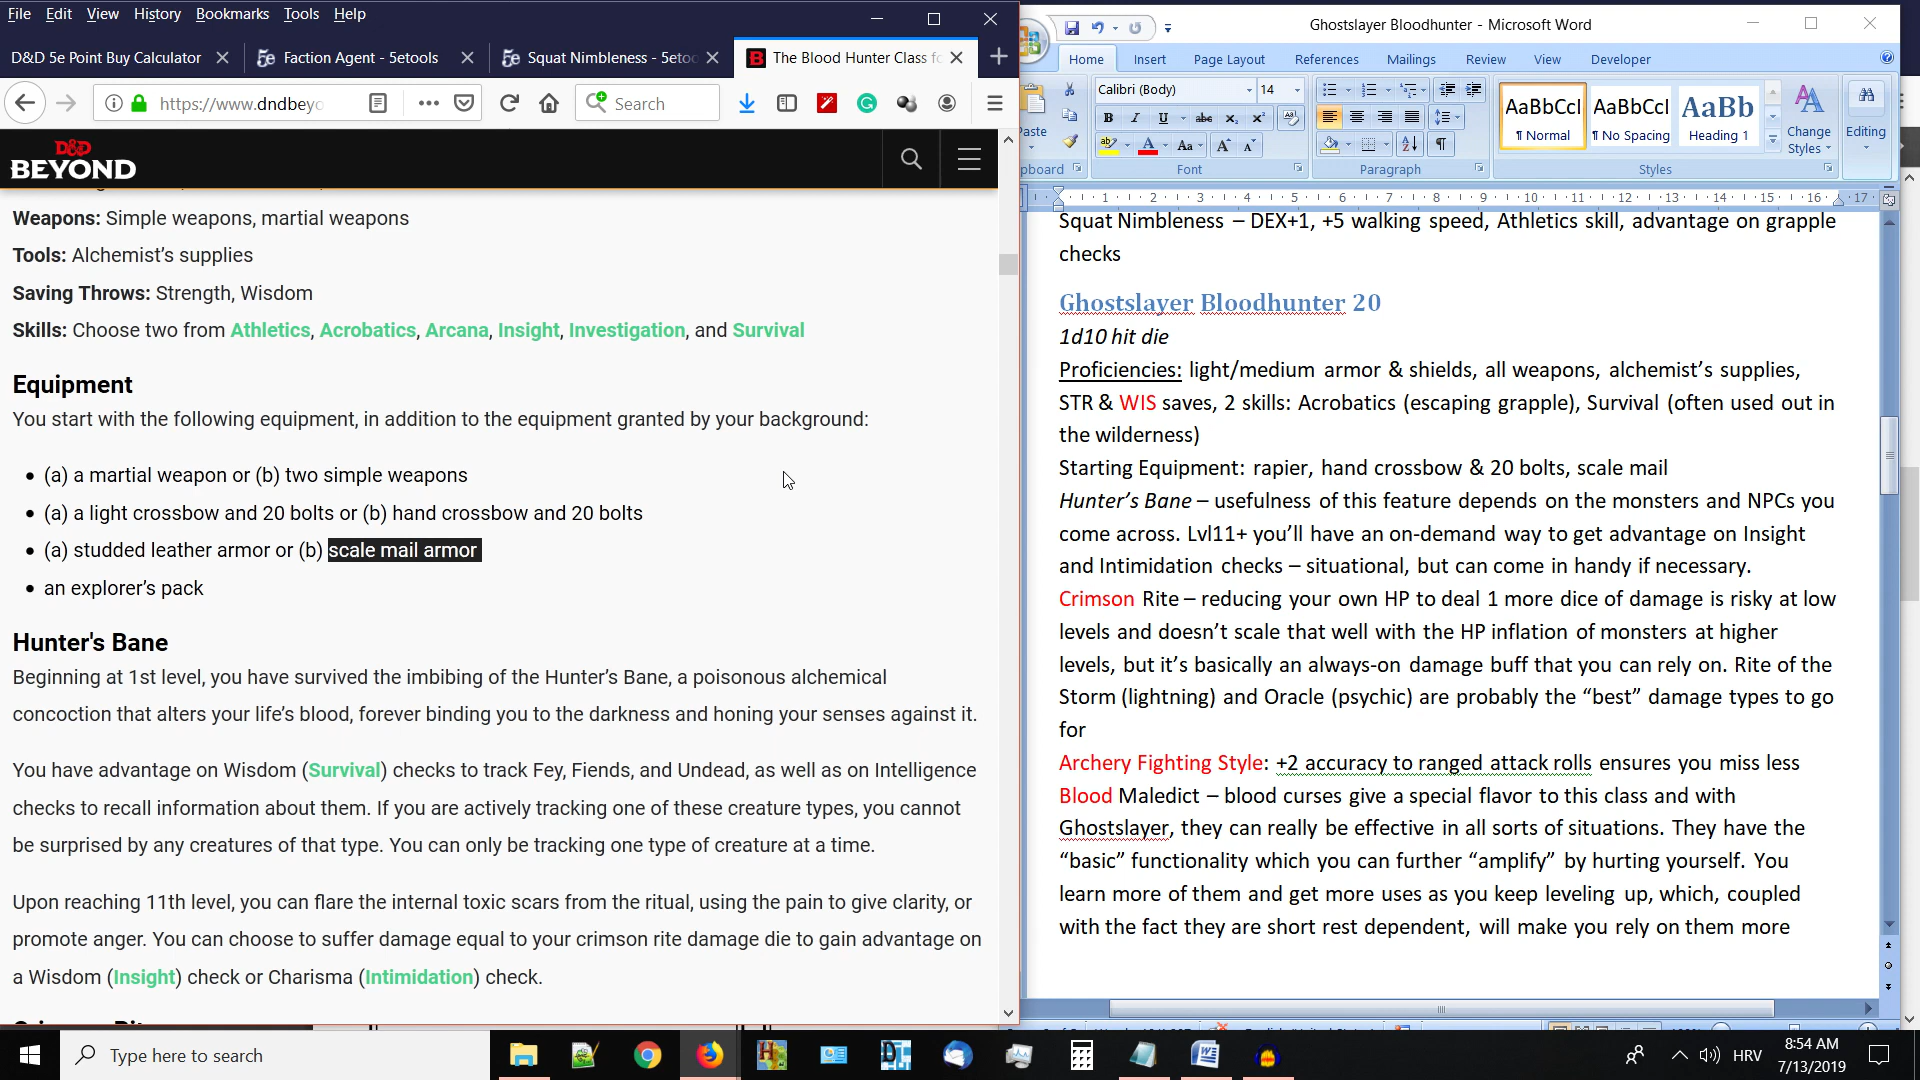 File Edit View History Bookmarks Tools Help
D&D 5e Point Buy Calculator
Faction Agent - 5etools
Squat Nimbleness - 5etoo
The Blood Hunter Class fo
https://www.dndbeyo
Search
D&D
BEYOND
Weapons: Simple weapons, martial weapons
Tools: Alchemist's supplies
Saving Throws: Strength, Wisdom
Skills: Choose two from Athletics, Acrobatics, Arcana, Insight, Investigation, and Survival
Equipment
You start with the following equipment, in addition to the equipment granted by your background:
• (a) a martial weapon or (b) two simple weapons
• (a) a light crossbow and 20 bolts or (b) hand crossbow and 20 bolts
• (a) studded leather armor or (b) scale mail armor
• an explorer's pack
Hunter's Bane
Beginning at 1st level, you have survived the imbibing of the Hunter's Bane, a poisonous alchemical
concoction that alters your life's blood, forever binding you to the darkness and honing your senses against it.
You have advantage on Wisdom (Survival) checks to track Fey, Fiends, and Undead, as well as on Intelligence
checks to recall information about them. If you are actively tracking one of these creature types, you cannot
be surprised by any creatures of that type. You can only be tracking one type of creature at a time.
Upon reaching 11th level, you can flare the internal toxic scars from the ritual, using the pain to give clarity, or
promote anger. You can choose to suffer damage equal to your crimson rite damage die to gain advantage on
a Wisdom (Insight) check or Charisma (Intimidation) check.
Ghostslayer Bloodhunter - Microsoft Word
Home Insert Page Layout References Mailings Review View Developer
Calibri (Body) 14
Paste
AaBbCcI AaBbCcI AaBb
¶ Normal ¶ No Spacing Heading 1
Change Styles
Editing
pboard Font Paragraph Styles
1 2 3 4 5 6 7 8 9 10 11 12 13 14 15 16 17
Squat Nimbleness – DEX+1, +5 walking speed, Athletics skill, advantage on grapple
checks
Ghostslayer Bloodhunter 20
1d10 hit die
Proficiencies: light/medium armor & shields, all weapons, alchemist's supplies,
STR & WIS saves, 2 skills: Acrobatics (escaping grapple), Survival (often used out in
the wilderness)
Starting Equipment: rapier, hand crossbow & 20 bolts, scale mail
Hunter's Bane – usefulness of this feature depends on the monsters and NPCs you
come across. Lvl11+ you'll have an on-demand way to get advantage on Insight
and Intimidation checks – situational, but can come in handy if necessary.
Crimson Rite – reducing your own HP to deal 1 more dice of damage is risky at low
levels and doesn't scale that well with the HP inflation of monsters at higher
levels, but it's basically an always-on damage buff that you can rely on. Rite of the
Storm (lightning) and Oracle (psychic) are probably the “best” damage types to go
for
Archery Fighting Style: +2 accuracy to ranged attack rolls ensures you miss less
Blood Maledict – blood curses give a special flavor to this class and with
Ghostslayer, they can really be effective in all sorts of situations. They have the
“basic” functionality which you can further “amplify” by hurting yourself. You
learn more of them and get more uses as you keep leveling up, which, coupled
with the fact they are short rest dependent, will make you rely on them more
Type here to search
HRV
8:54 AM
7/13/2019